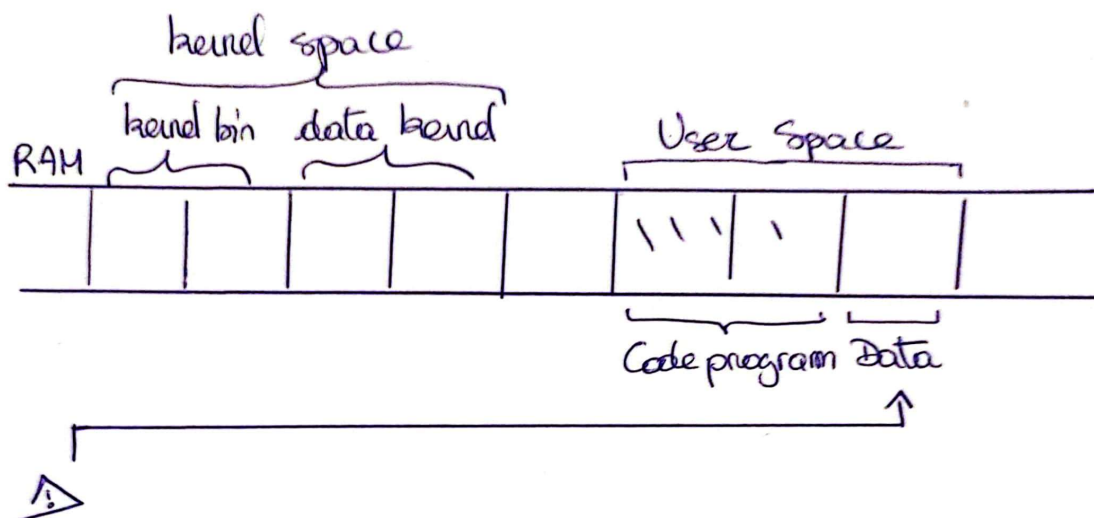 kernel space
kernel bin data kernel
User Space
RAM
Code program Data
!